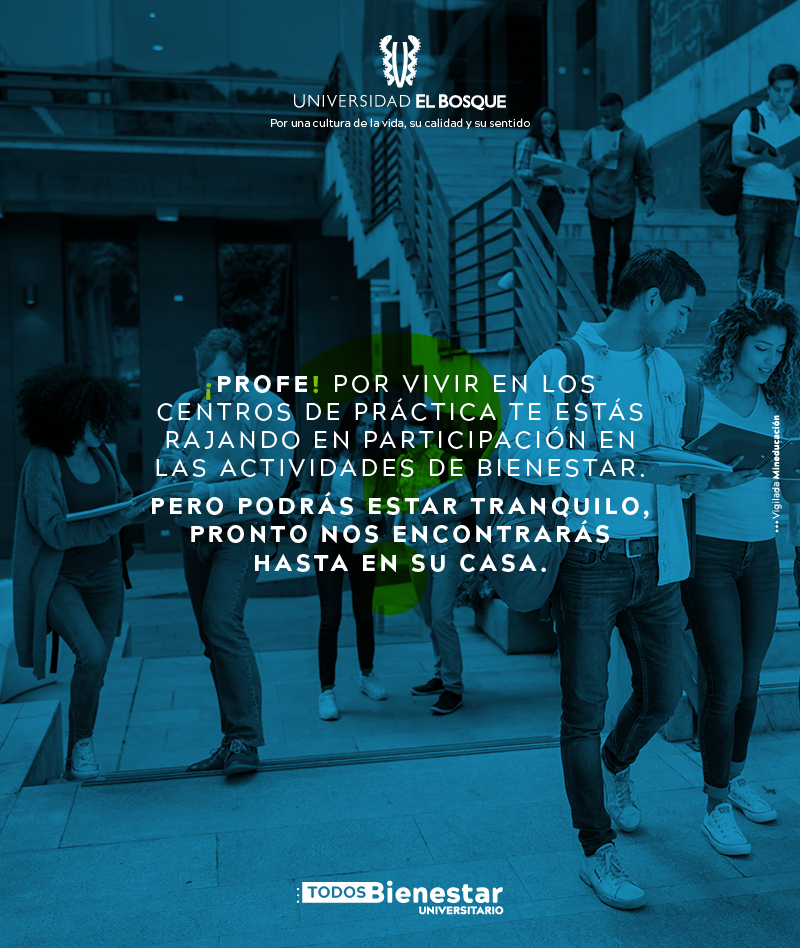 UNIVERSIDAD EL BOSQUE
Por una cultura de la vida, su calidad y su sentido
¡PROFE! POR VIVIR EN LOS
CENTROS DE PRÁCTICA TE ESTÁS
RAJANDO EN PARTICIPACIÓN EN
LAS ACTIVIDADES DE BIENESTAR.
PERO PODRÁS ESTAR TRANQUILO,
PRONTO NOS ENCONTRARÁS
HASTA EN SU CASA.
Vigilada Mineducación
TODOS Bienestar
UNIVERSITARIO